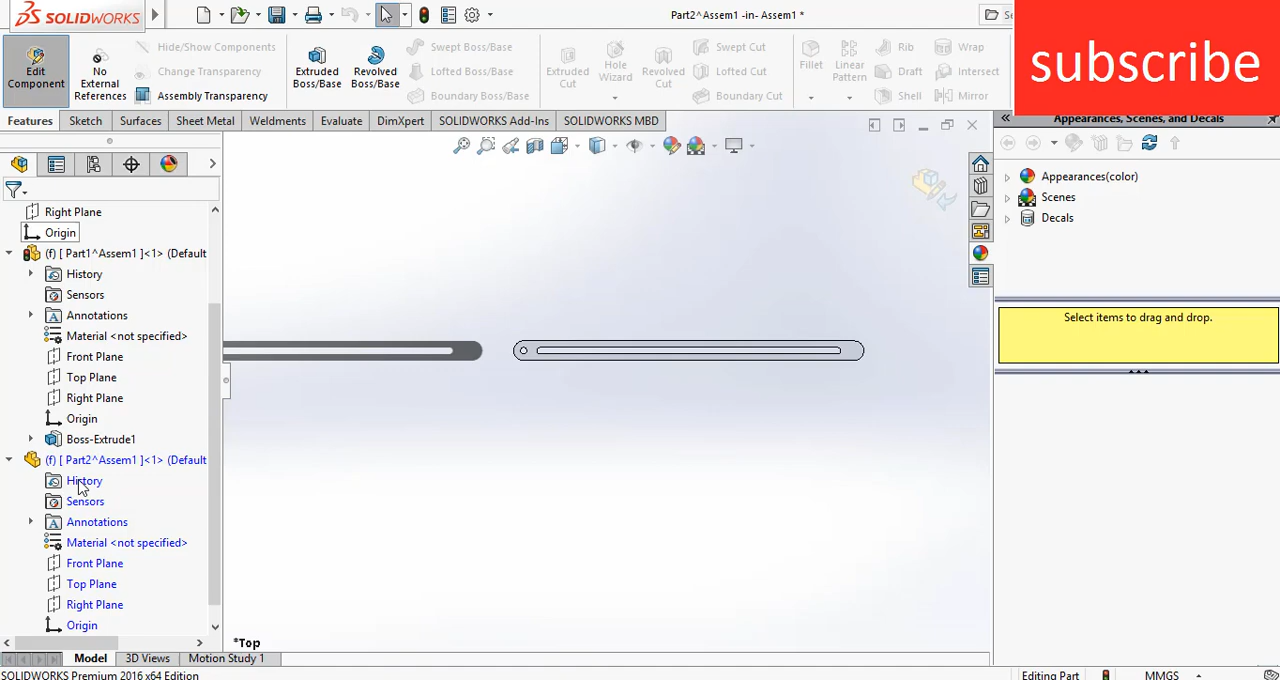 SOLIDWORKS
Part2^Assem1 -in- Assem1 *
subscribe
Edit Component
No External References
Hide/Show Components
Change Transparency
Assembly Transparency
Extruded Boss/Base
Revolved Boss/Base
Swept Boss/Base
Lofted Boss/Base
Boundary Boss/Base
Extruded Cut
Hole Wizard
Revolved Cut
Swept Cut
Lofted Cut
Boundary Cut
Fillet
Linear Pattern
Rib
Draft
Shell
Wrap
Intersect
Mirror
Features
Sketch
Surfaces
Sheet Metal
Weldments
Evaluate
DimXpert
SOLIDWORKS Add-Ins
SOLIDWORKS MBD
Appearances, Scenes, and Decals
Appearances(color)
Scenes
Decals
Select items to drag and drop.
Right Plane
Origin
(f) [ Part1^Assem1 ]<1> (Default
History
Sensors
Annotations
Material <not specified>
Front Plane
Top Plane
Right Plane
Origin
Boss-Extrude1
(f) [ Part2^Assem1 ]<1> (Default
History
Sensors
Annotations
Material <not specified>
Front Plane
Top Plane
Right Plane
Origin
*Top
Model
3D Views
Motion Study 1
SOLIDWORKS Premium 2016 x64 Edition
Editing Part
MMGS